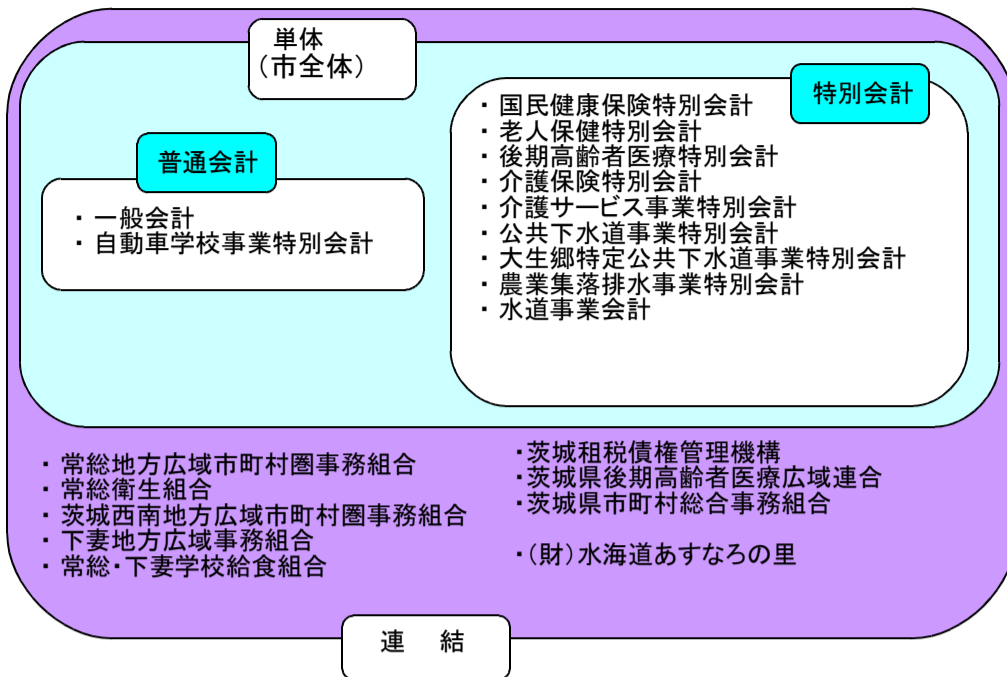 単体
（市全体）
普通会計
・ 一般会計
・ 自動車学校事業特別会計
特別会計
・ 国民健康保険特別会計
・ 老人保健特別会計
・ 後期高齢者医療特別会計
・ 介護保険特別会計
・ 介護サービス事業特別会計
・ 公共下水道事業特別会計
・ 大生郷特定公共下水道事業特別会計
・ 農業集落排水事業特別会計
・ 水道事業会計
・ 常総地方広域市町村圏事務組合
・ 常総衛生組合
・ 茨城西南地方広域市町村圏事務組合
・ 下妻地方広域事務組合
・ 常総・下妻学校給食組合
・茨城租税債権管理機構
・茨城県後期高齢者医療広域連合
・茨城県市町村総合事務組合
・（財）水海道あすなろの里
連　結